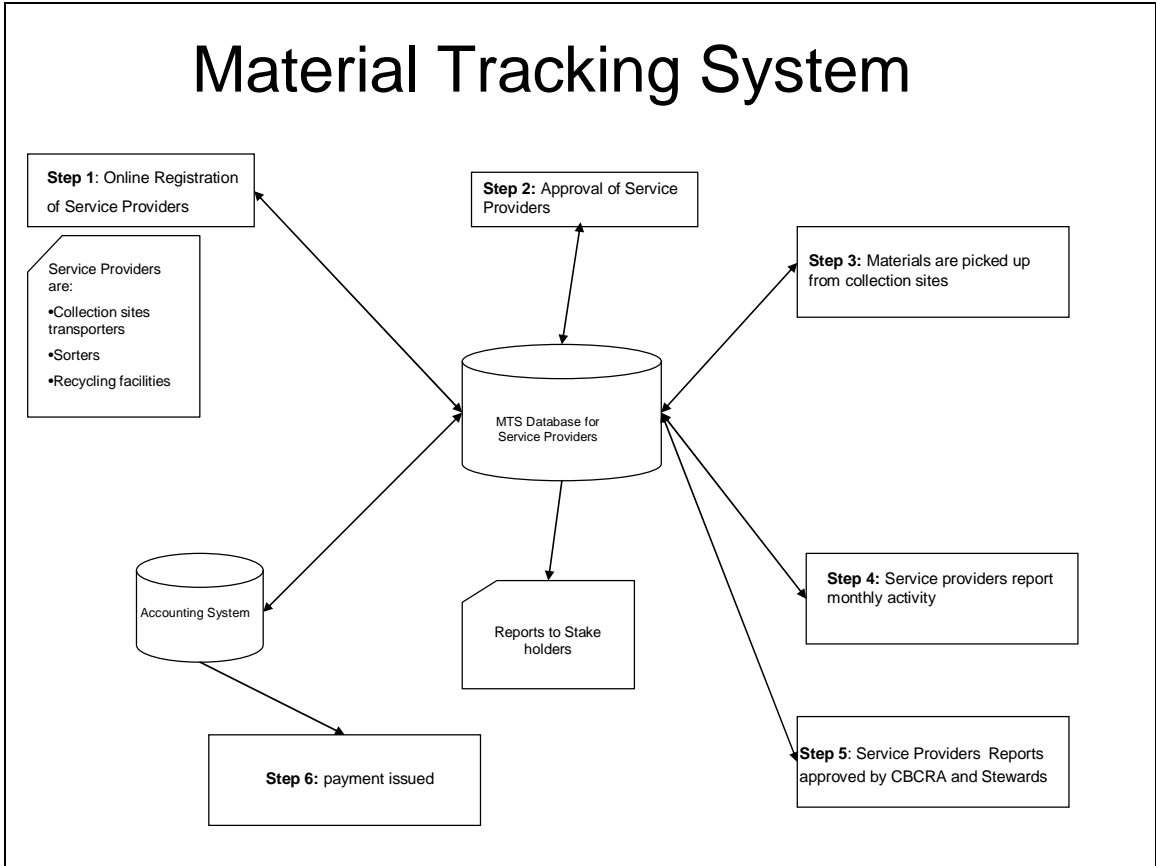 Material Tracking System
Step 1: Online Registration
of Service Providers
Service Providers
are:
•Collection sites
transporters
•Sorters
•Recycling facilities
Step 2: Approval of Service
Providers
Step 3: Materials are picked up
from collection sites
MTS Database for
Service Providers
Accounting System
Reports to Stake
holders
Step 4: Service providers report
monthly activity
Step 5: Service Providers  Reports
approved by CBCRA and Stewards
Step 6: payment issued